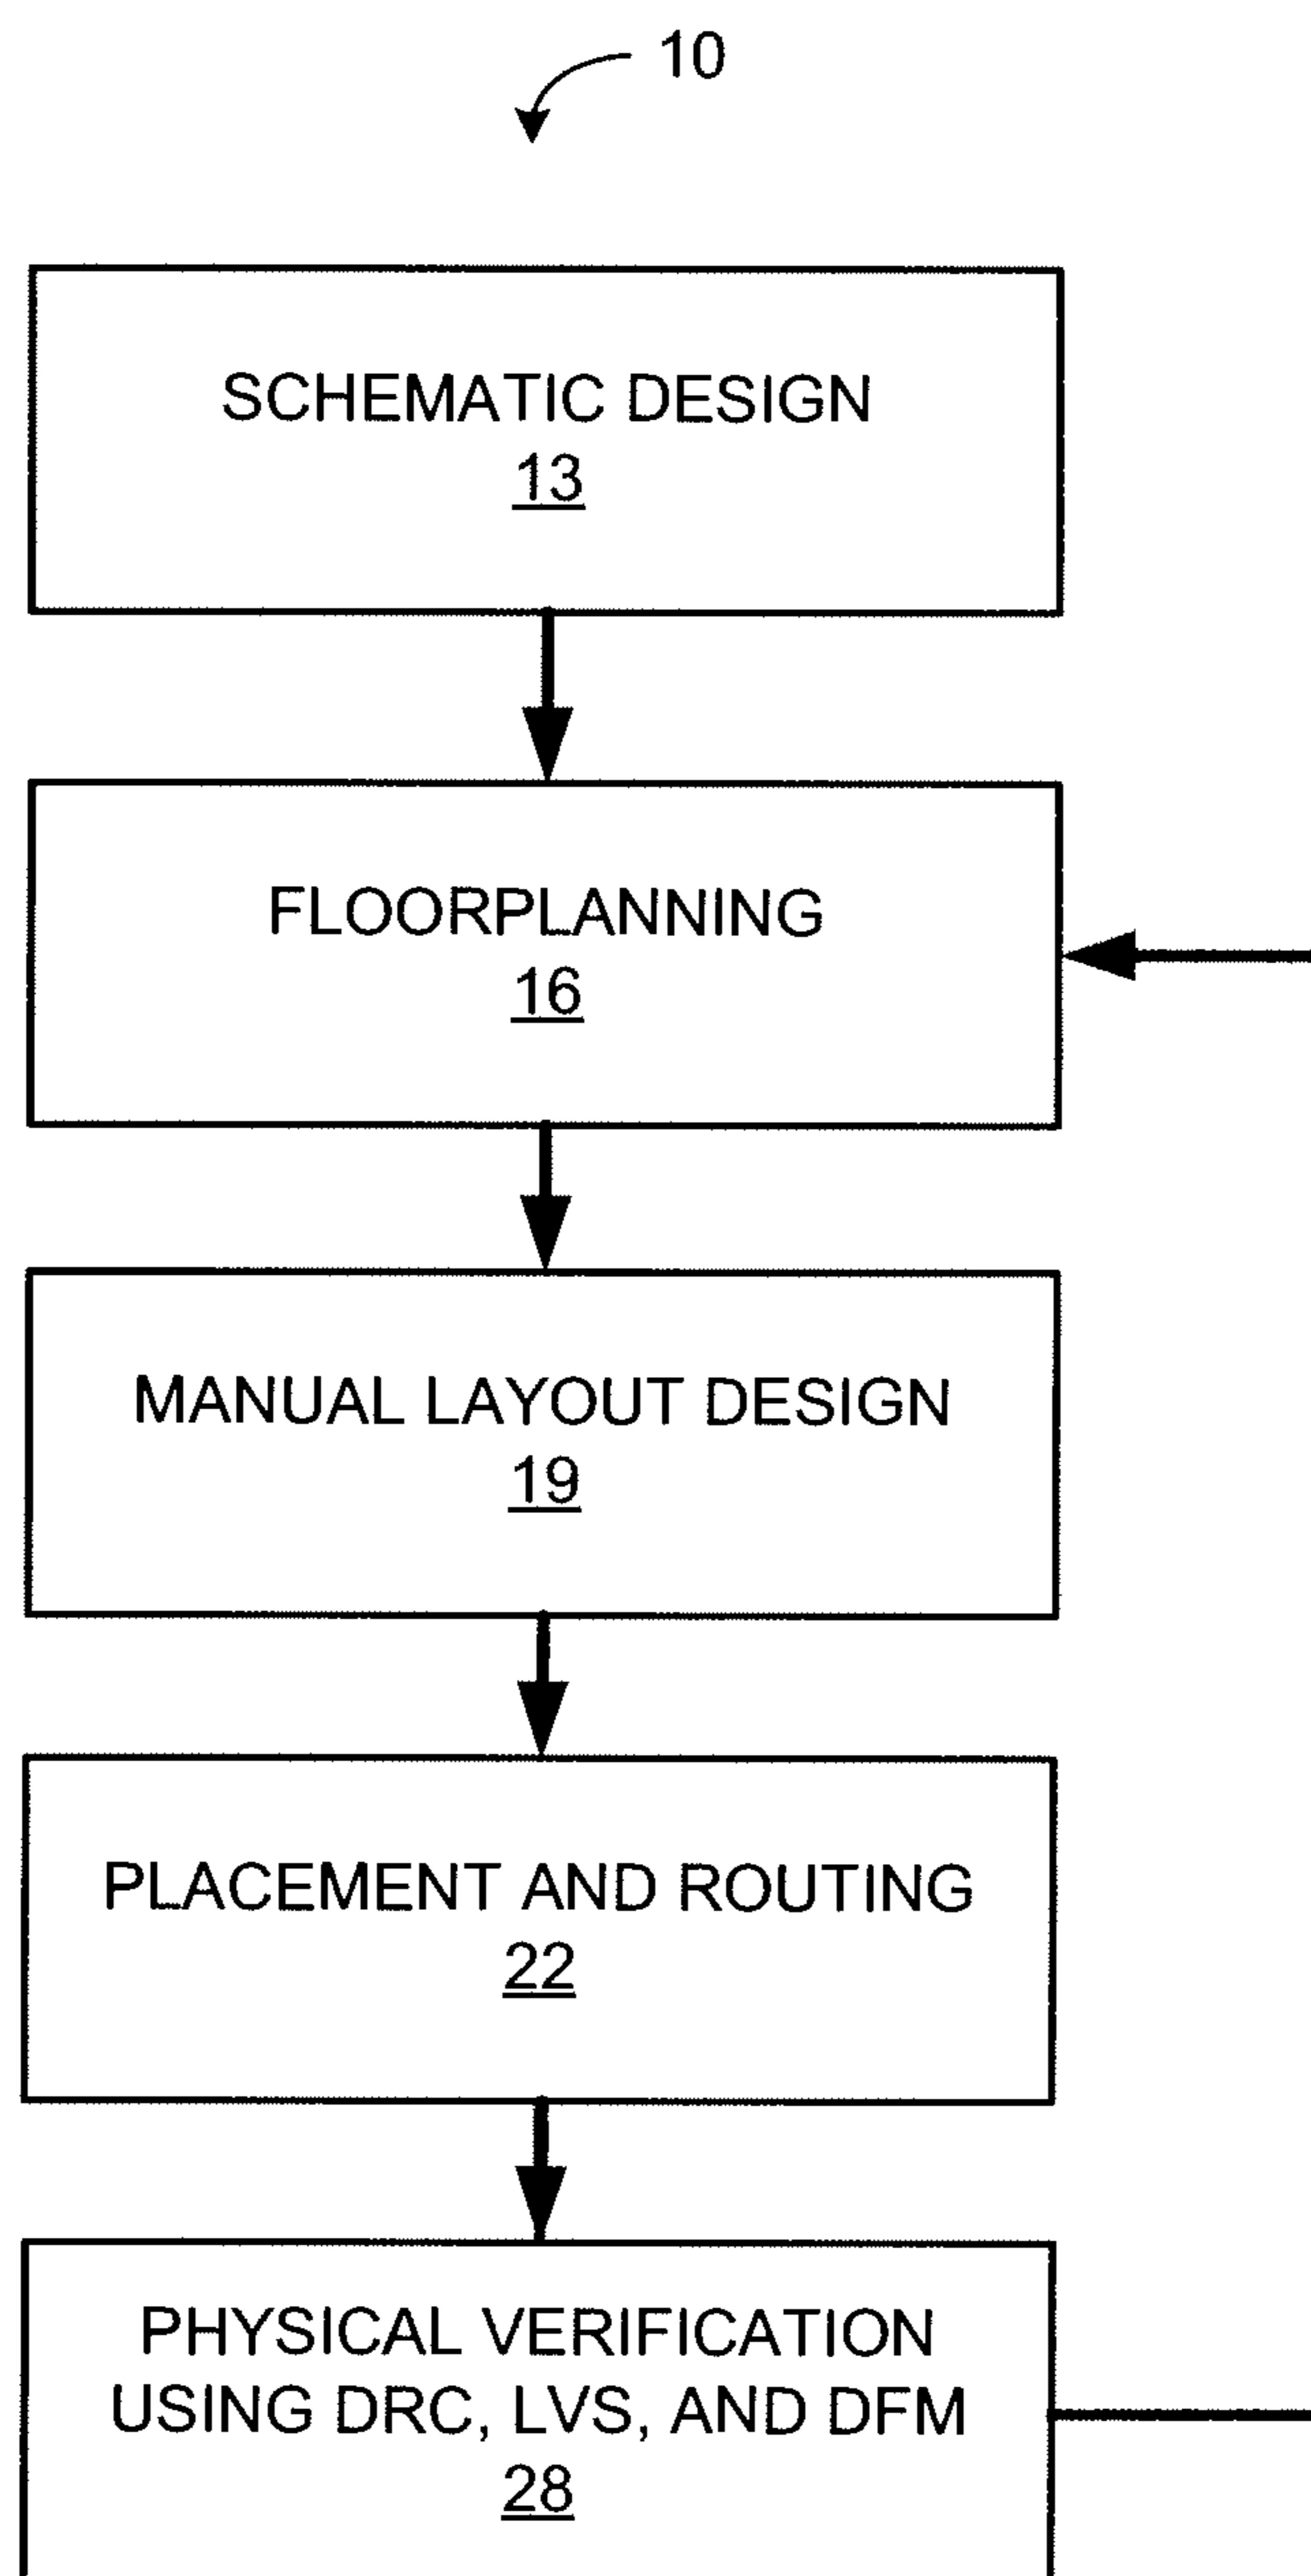 10
SCHEMATIC DESIGN
13
FLOORPLANNING
16
MANUAL LAYOUT DESIGN
19
PLACEMENT AND ROUTING
22
PHYSICAL VERIFICATION
USING DRC, LVS, AND DFM
28